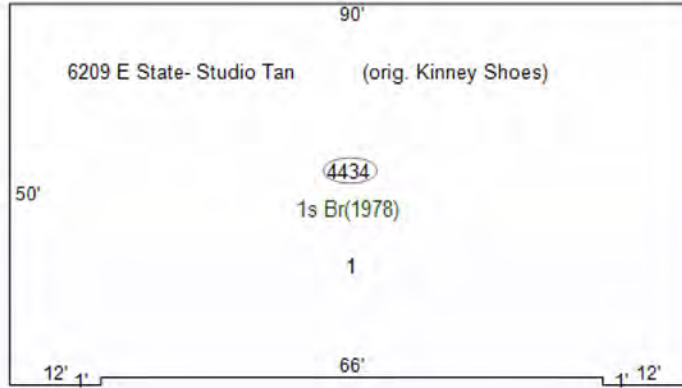 90'
6209 E State- Studio Tan (orig. Kinney Shoes)
4434
50'
1s Br(1978)
1
12' 1' 66' 1' 12'